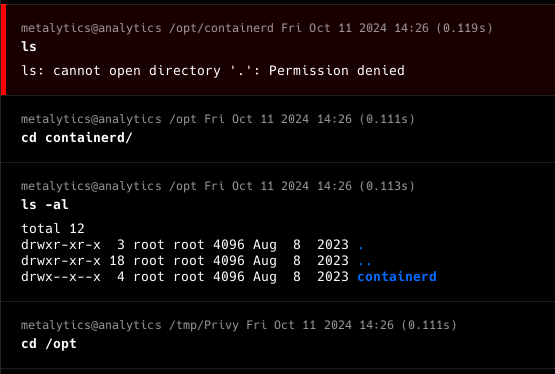 metalytics@analytics /opt/containerd Fri Oct 11 2024 14:26 (0.119s)
ls
ls: cannot open directory '.': Permission denied
metalytics@analytics /opt Fri Oct 11 2024 14:26 (0.111s)
cd containerd/
metalytics@analytics /opt Fri Oct 11 2024 14:26 (0.113s)
ls -al
total 12
drwxr-xr-x  3 root root 4096 Aug  8  2023 .
drwxr-xr-x 18 root root 4096 Aug  8  2023 ..
drwx--x--x  4 root root 4096 Aug  8  2023 containerd
metalytics@analytics /tmp/Privy Fri Oct 11 2024 14:26 (0.111s)
cd /opt